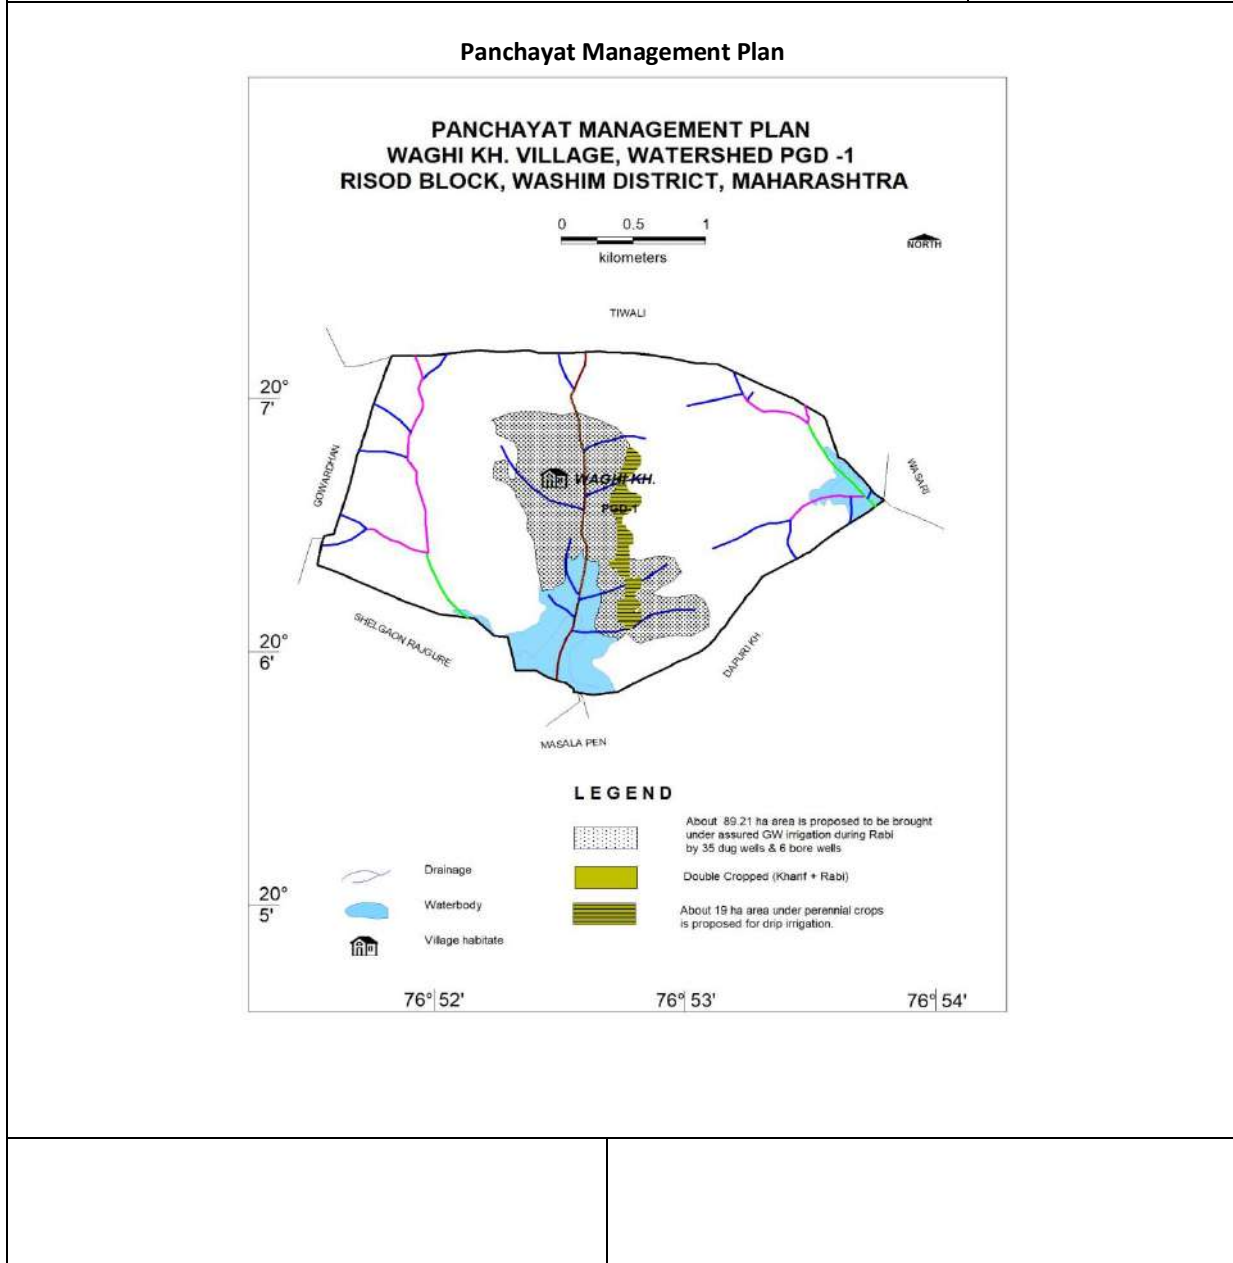 Panchayat Management Plan
PANCHAYAT MANAGEMENT PLAN
WAGHI KH. VILLAGE, WATERSHED PGD -1
RISOD BLOCK, WASHIM DISTRICT, MAHARASHTRA
0 0.5 1
kilometers
NORTH
TIWALI
20°
7'
GOWARDHAN
WASARI
WAGHI KH.
PGD-1
20°
6'
SHELGAON RAJGURE
DAPURI KH.
MASALA PEN
LEGEND
About 89.21 ha area is proposed to be brought
under assured GW irrigation during Rabi
by 35 dug wells & 6 bore wells
Drainage
Double Cropped (Kharif + Rabi)
20°
5'
Waterbody
About 19 ha area under perennial crops
is proposed for drip irrigation.
Village habitate
76° 52' 76° 53' 76° 54'